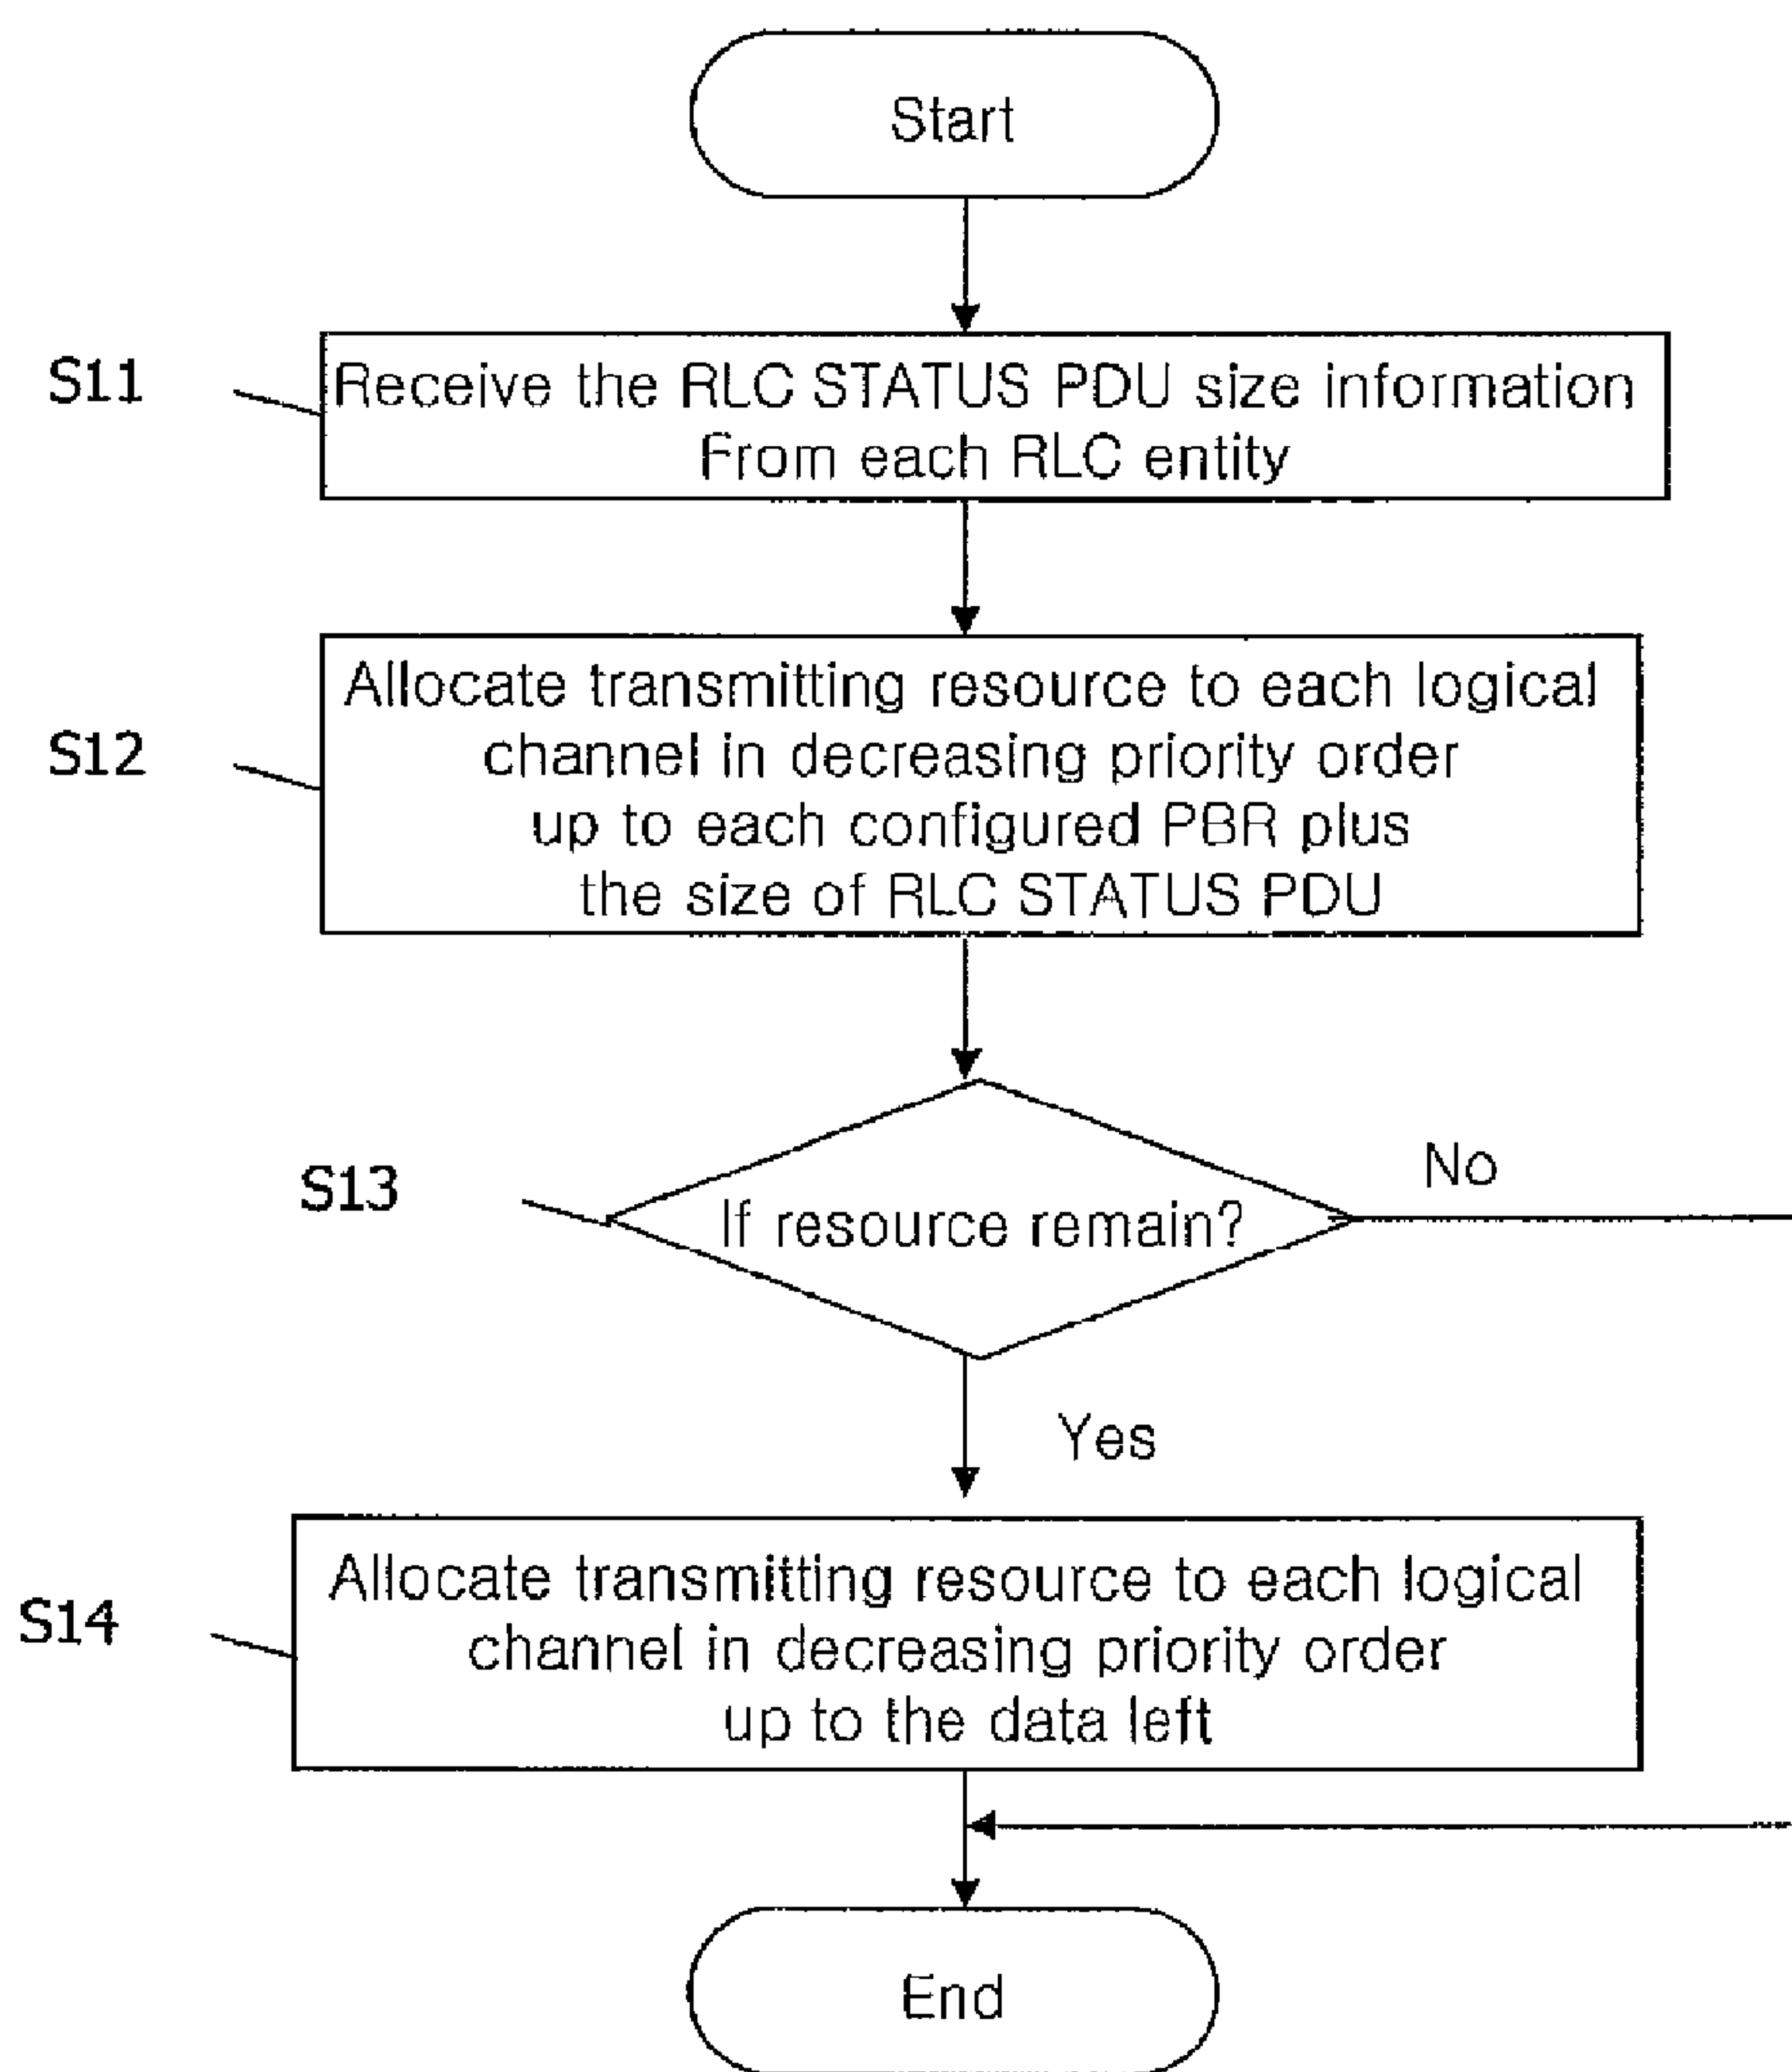 Start
S11
Receive the RLC STATUS PDU size information
From each RLC entity
S12
Allocate transmitting resource to each logical
channel in decreasing priority order
up to each configured PBR plus
the size of RLC STATUS PDU
S13
If resource remain?
No
Yes
S14
Allocate transmitting resource to each logical
channel in decreasing priority order
up to the data left
End